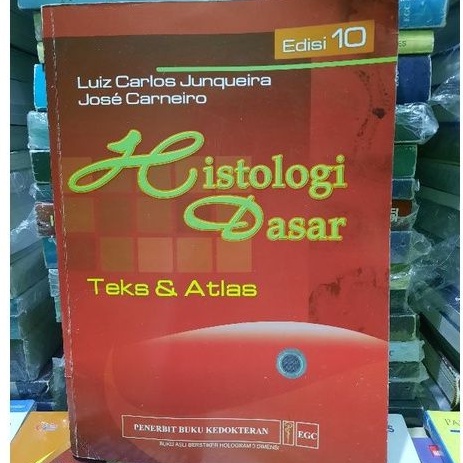 EGC
Edisi 10
Luiz Carlos Junqueira
José Carneiro
Histologi
Dasar
Teks & Atlas
PENERBIT BUKU KEDOKTERAN
EGC
BUKU ASLI BERSTIKER HOLOGRAM 3 DIMENSI